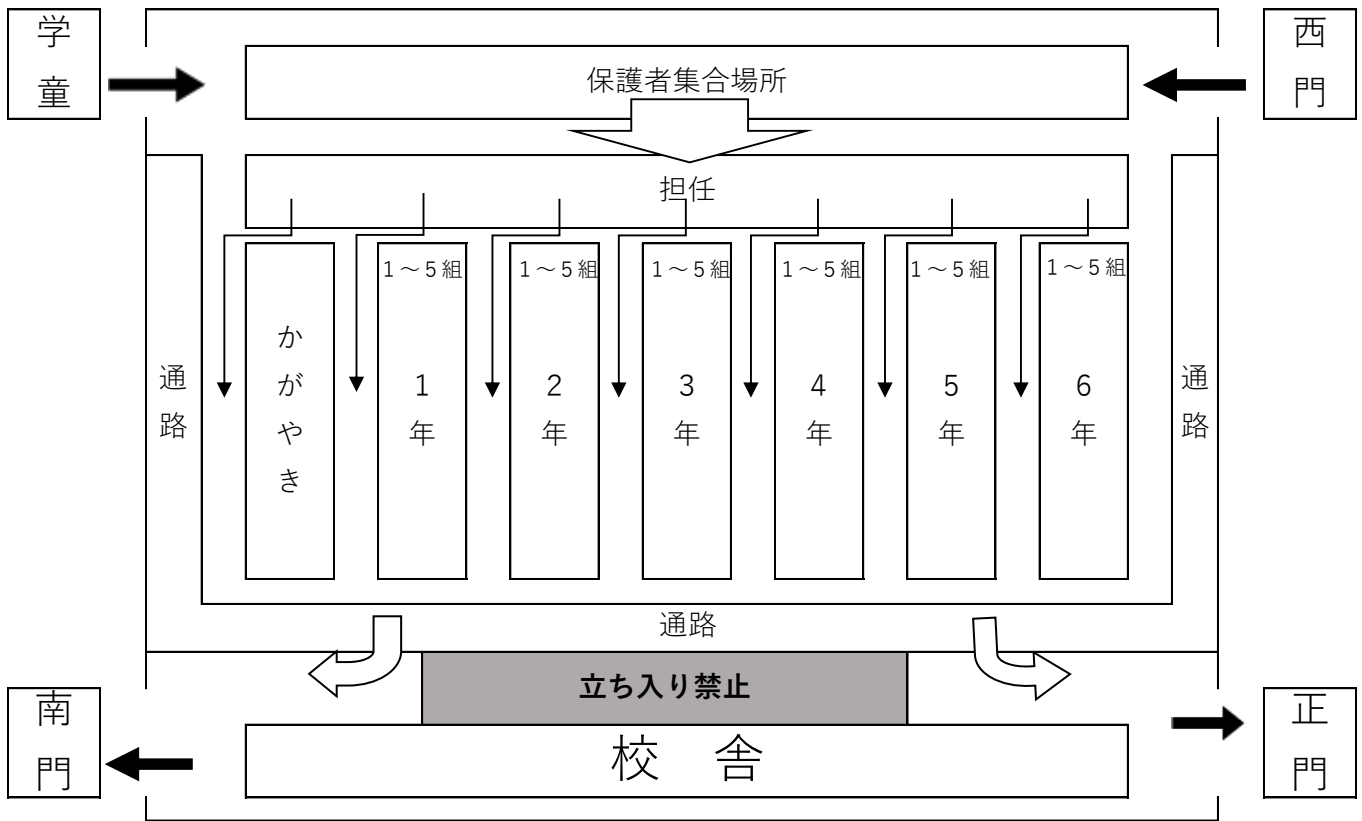 学童
西門
保護者集合場所
担任
1～5組
1～5組
1～5組
1～5組
1～5組
1～5組
かがやき
1年
2年
3年
4年
5年
6年
通路
通路
通路
立ち入り禁止
南門
正門
校舎